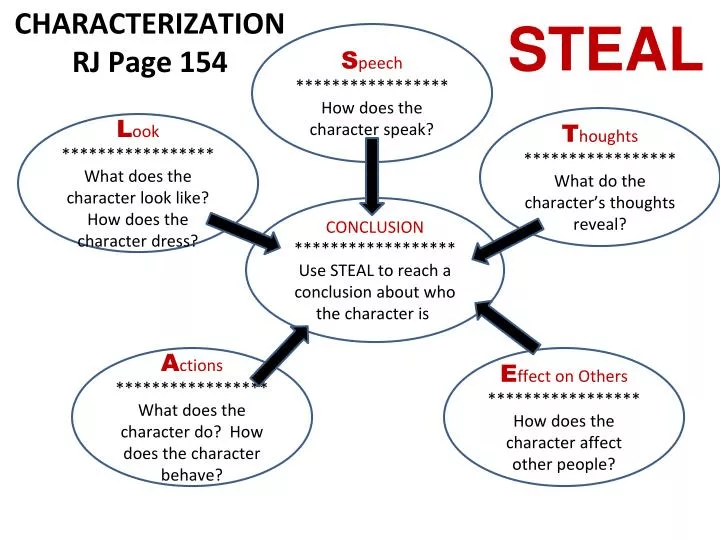 CHARACTERIZATION
RJ Page 154
STEAL
Speech
*****************
How does the
character speak?
Thoughts
*****************
What do the
character’s thoughts
reveal?
Effect on Others
*****************
How does the
character affect
other people?
Actions
*****************
What does the
character do?  How
does the character
behave?
Look
*****************
What does the
character look like?
How does the
character dress?
CONCLUSION
******************
Use STEAL to reach a
conclusion about who
the character is